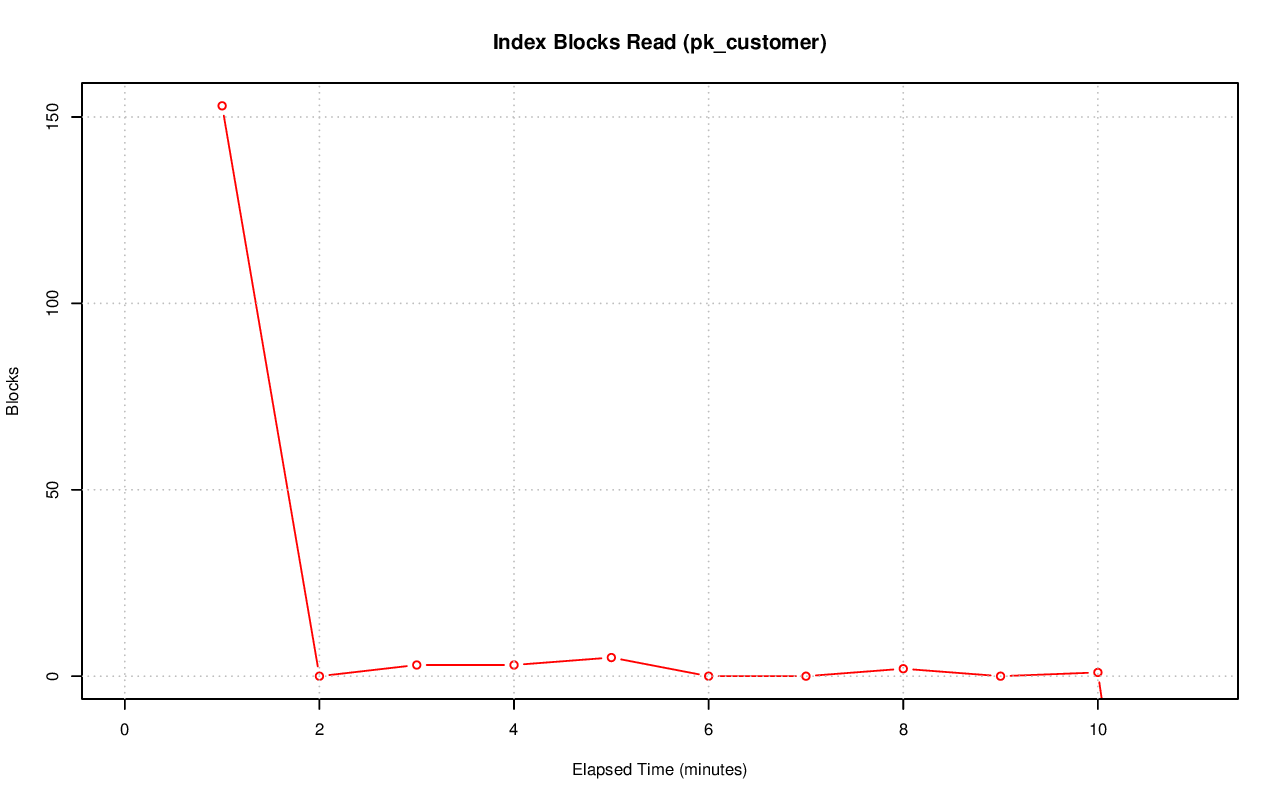 Index Blocks Read (pk_customer)
150
100
50
0
Blocks
0 2 4 6 8 10
Elapsed Time (minutes)